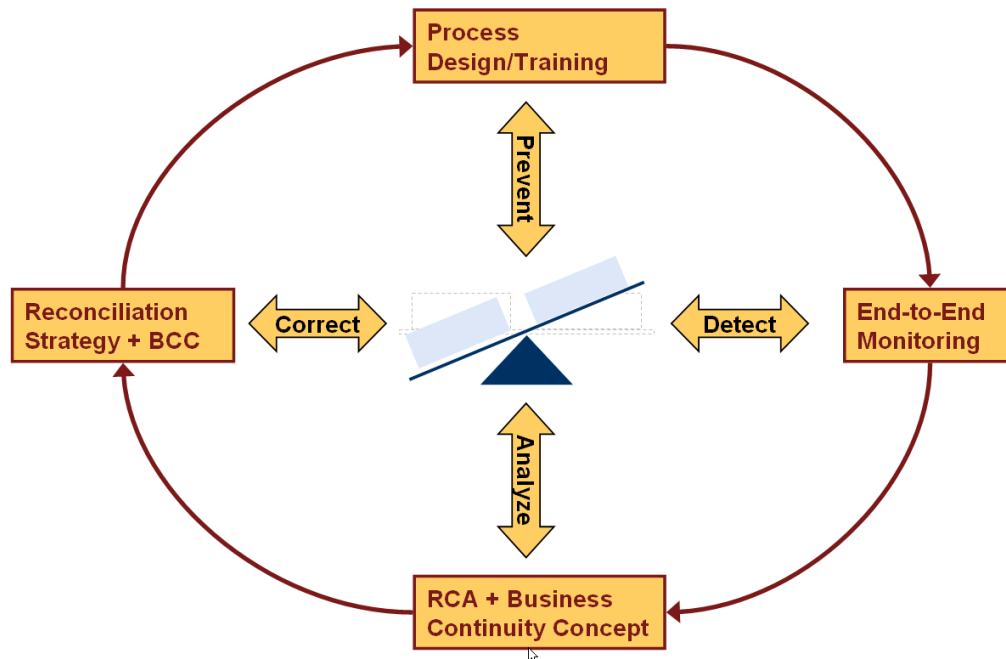 Process
Design/Training
Prevent
Reconciliation
Strategy + BCC
Correct
Detect
End-to-End
Monitoring
Analyze
RCA + Business
Continuity Concept